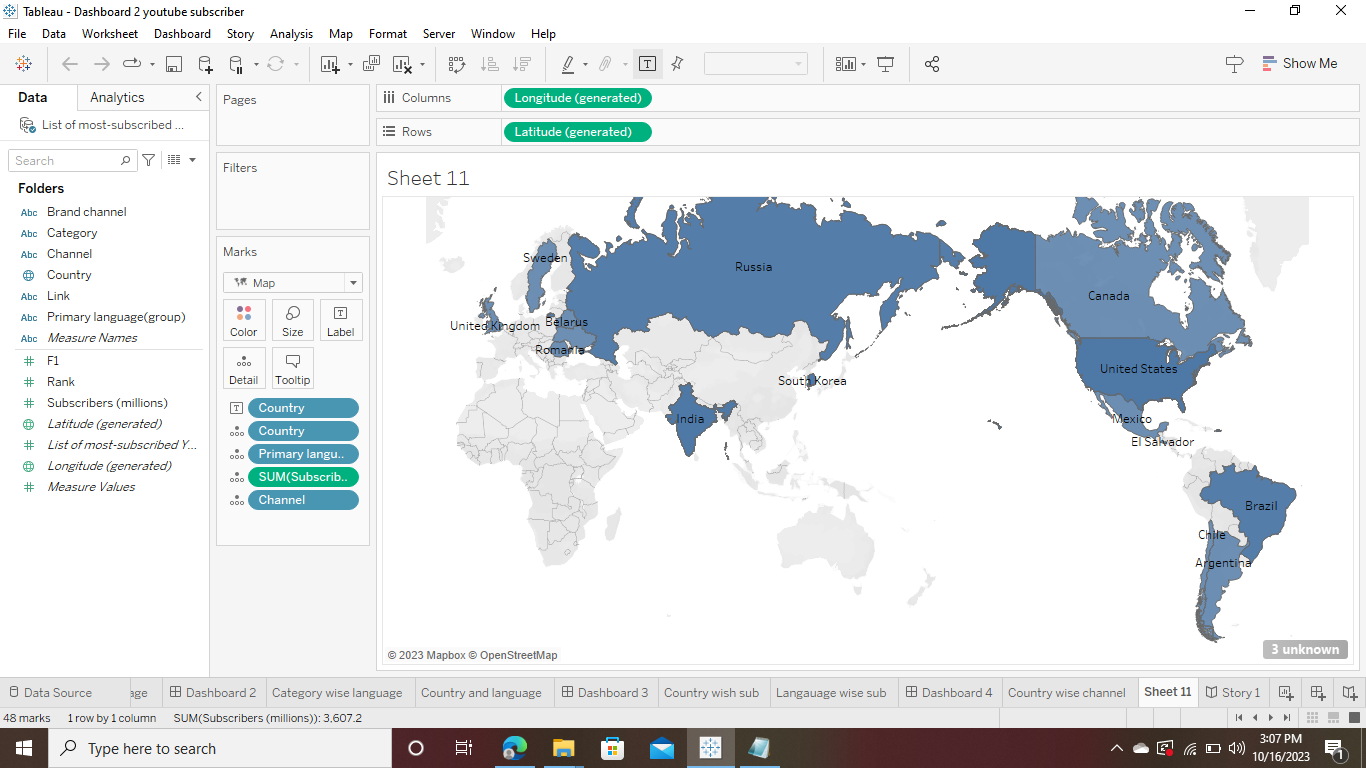 Tableau - Dashboard 2 youtube subscriber
File Data Worksheet Dashboard Story Analysis Map Format Server Window Help
Show Me
Data Analytics
List of most-subscribed ...
Search
Folders
Abc Brand channel
Abc Category
Abc Channel
Country
Abc Link
Abc Primary language(group)
Abc Measure Names
F1
Rank
Subscribers (millions)
Latitude (generated)
List of most-subscribed Y...
Longitude (generated)
Measure Values
Pages
Filters
Marks
Map
Color Size Label
Detail Tooltip
Country
Country
Primary langu..
SUM(Subscrib..
Channel
Columns Longitude (generated)
Rows Latitude (generated)
Sheet 11
Sweden
Russia
Canada
United Kingdom Belarus
Romania
United States
South Korea
India
Mexico
El Salvador
Brazil
Chile
Argentina
© 2023 Mapbox © OpenStreetMap
3 unknown
Data Source age Dashboard 2 Category wise language Country and language Dashboard 3 Country wish sub Langauage wise sub Dashboard 4 Country wise channel Sheet 11 Story 1
48 marks 1 row by 1 column SUM(Subscribers (millions)): 3,607.2
Type here to search
3:07 PM
10/16/2023
1